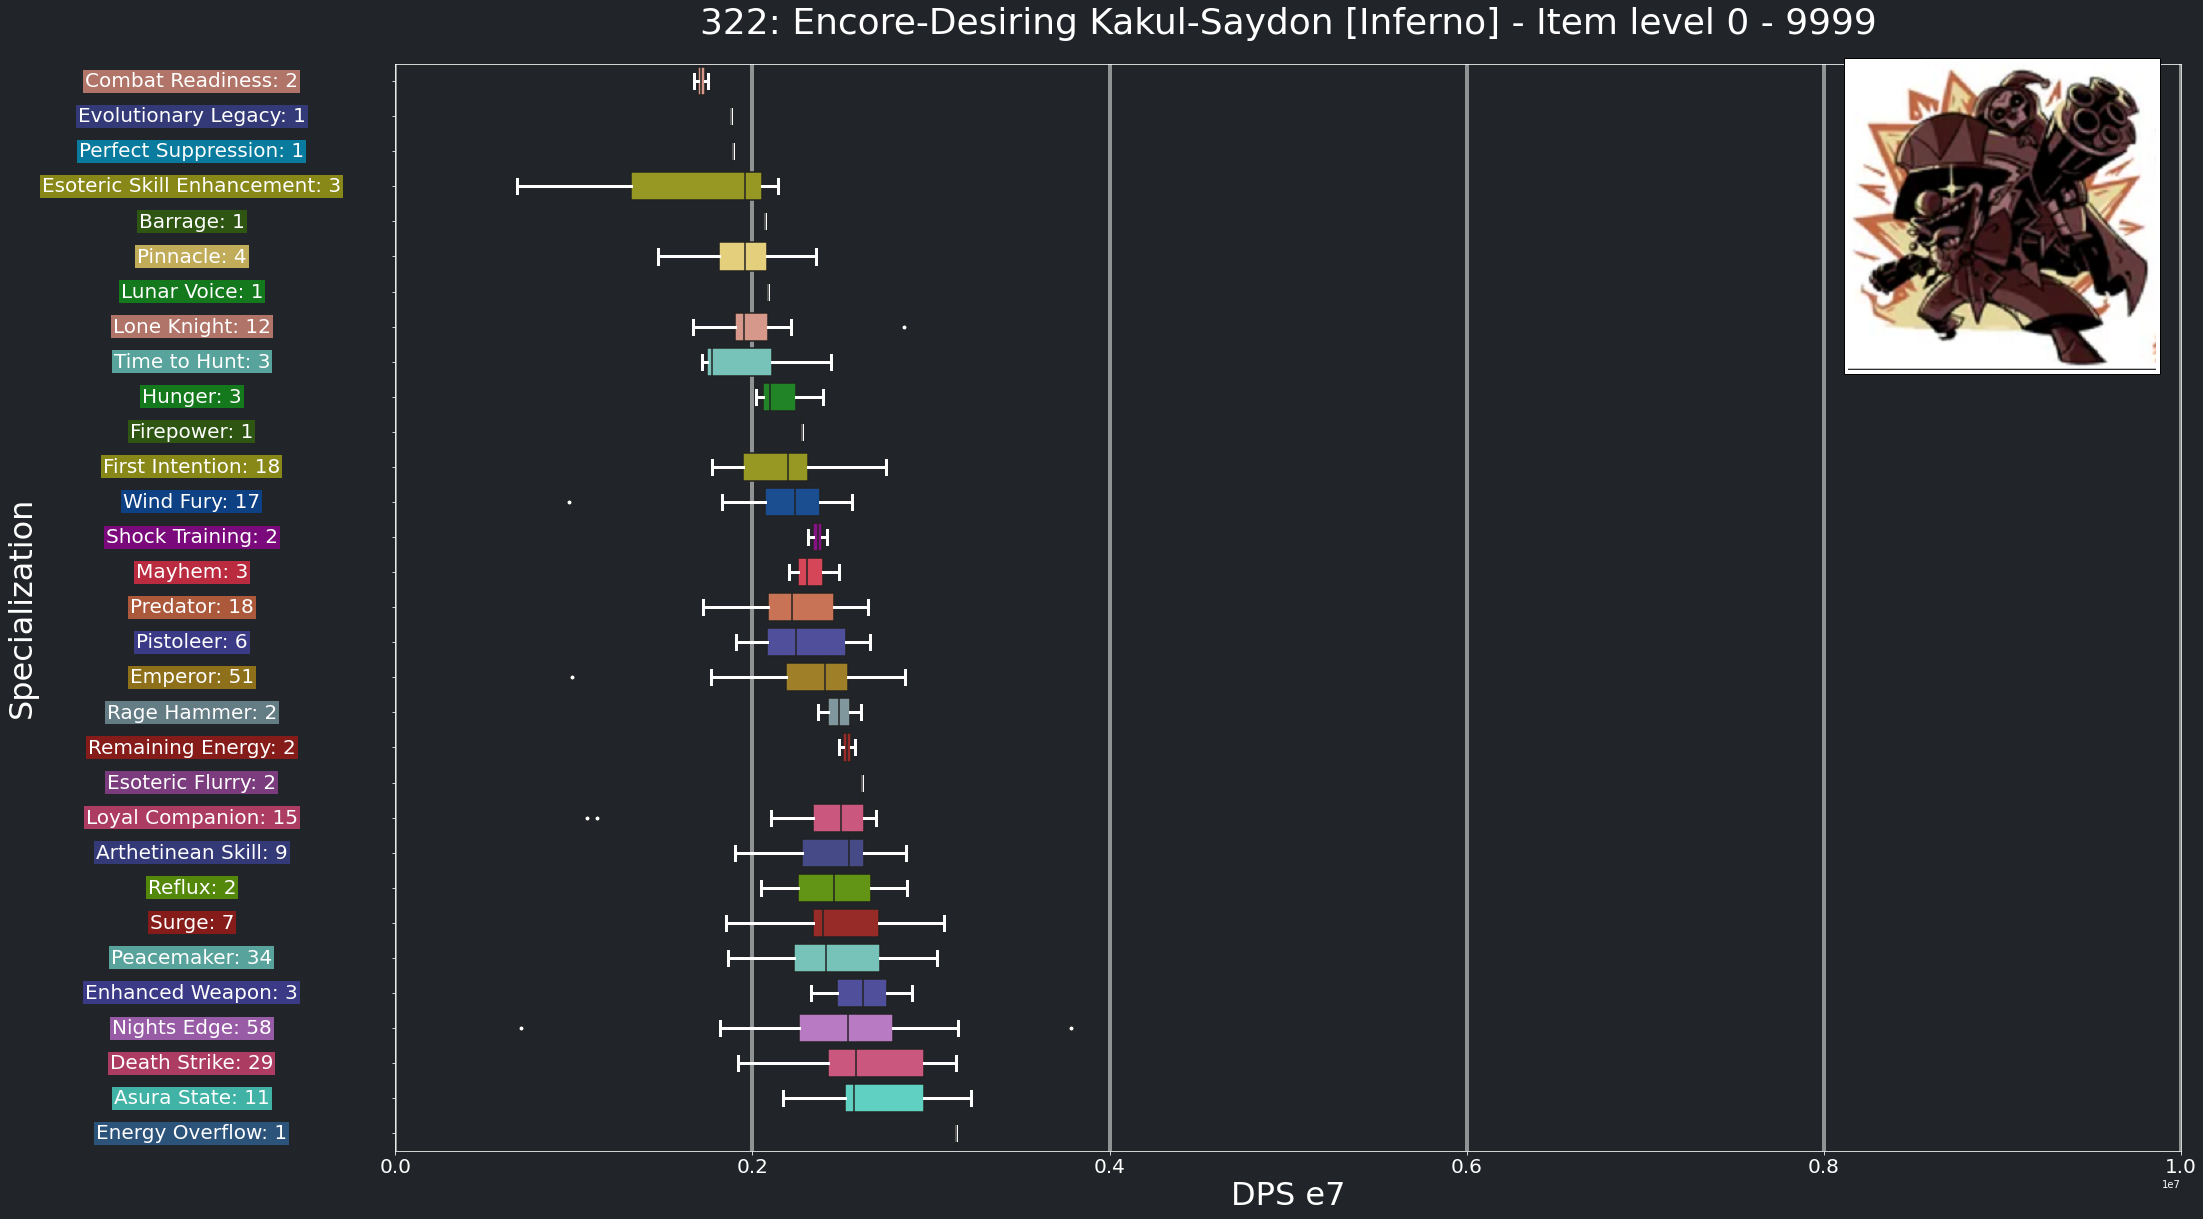 322: Encore-Desiring Kakul-Saydon [Inferno] - Item level 0 - 9999
Combat Readiness: 2
Evolutionary Legacy: 1
Perfect Suppression: 1
Esoteric Skill Enhancement: 3
Barrage: 1
Pinnacle: 4
Lunar Voice: 1
Lone Knight: 12
Time to Hunt: 3
Hunger: 3
Firepower: 1
First Intention: 18
Wind Fury: 17
Shock Training: 2
Mayhem: 3
Predator: 18
Pistoleer: 6
Emperor: 51
Rage Hammer: 2
Remaining Energy: 2
Esoteric Flurry: 2
Loyal Companion: 15
Arthetinean Skill: 9
Reflux: 2
Surge: 7
Peacemaker: 34
Enhanced Weapon: 3
Nights Edge: 58
Death Strike: 29
Asura State: 11
Energy Overflow: 1
Specialization
0.0 0.2 0.4 0.6 0.8 1.0
1e7
DPS e7